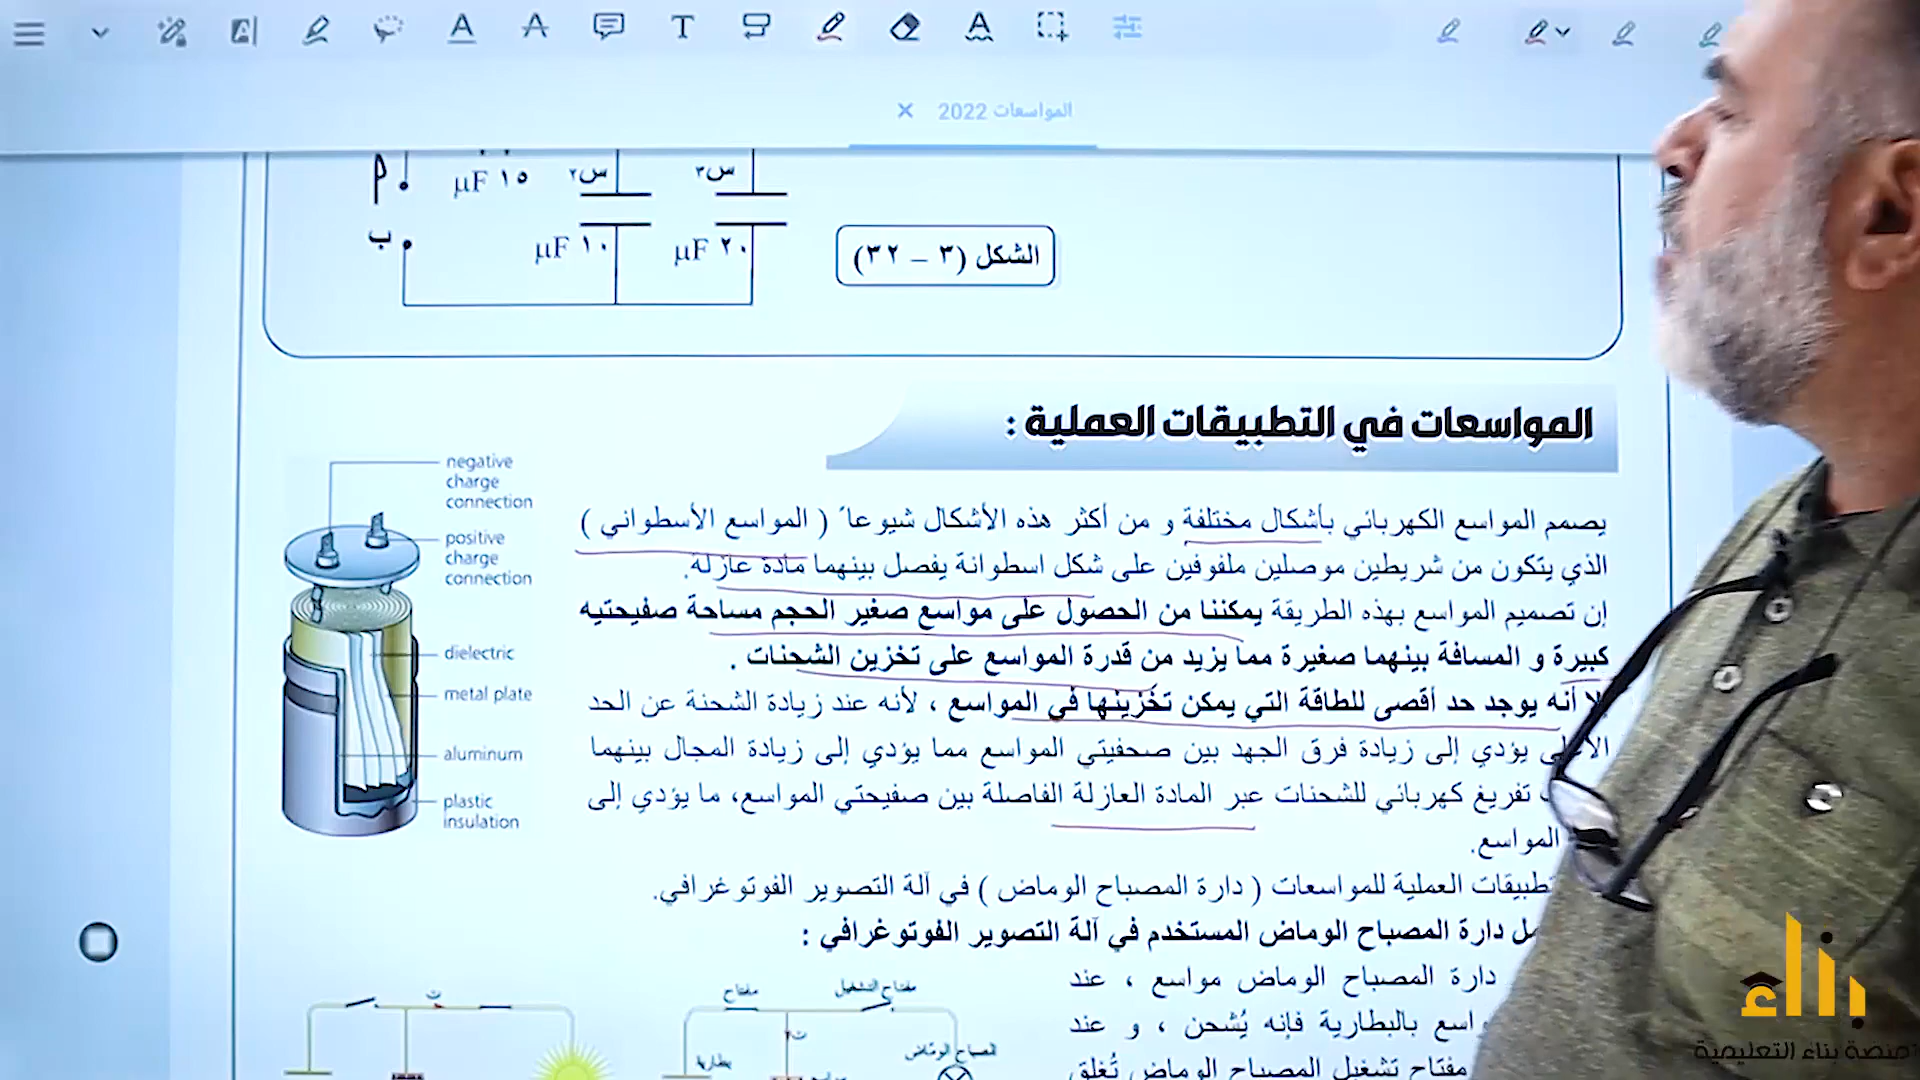 المواسعات 2022
م
μF ١٥
س٢
س٣
ب
μF ١٠
μF ٢٠
الشكل (٣ – ٣٢)
المواسعات في التطبيقات العملية :
negative
charge
connection
positive
charge
connection
dielectric
metal plate
aluminum
plastic
insulation
يصمم المواسع الكهربائي بأشكال مختلفة و من أكثر هذه الأشكال شيوعاً ( المواسع الأسطواني )
الذي يتكون من شريطين موصلين ملفوفين على شكل اسطوانة يفصل بينهما مادة عازلة.
إن تصميم المواسع بهذه الطريقة يمكننا من الحصول على مواسع صغير الحجم مساحة صفيحتيه
كبيرة و المسافة بينهما صغيرة مما يزيد من قدرة المواسع على تخزين الشحنات .
أنه يوجد حد أقصى للطاقة التي يمكن تخزينها في المواسع ، لأنه عند زيادة الشحنة عن الحد
يؤدي إلى زيادة فرق الجهد بين صحفيتي المواسع مما يؤدي إلى زيادة المجال بينهما
تفريغ كهربائي للشحنات عبر المادة العازلة الفاصلة بين صفيحتي المواسع، ما يؤدي إلى
المواسع.
تطبيقات العملية للمواسعات ( دارة المصباح الوماض ) في آلة التصوير الفوتوغرافي.
دارة المصباح الوماض المستخدم في آلة التصوير الفوتوغرافي :
دارة المصباح الوماض مواسع ، عند
بالبطارية فإنه يُشحن ، و عند
مفتاح تشغيل المصباح الوماض تُغلق
مفتاح
مفتاح التشغيل
ت
بطارية
المصباح الومّاض
بناء
منصة بناء التعليمية